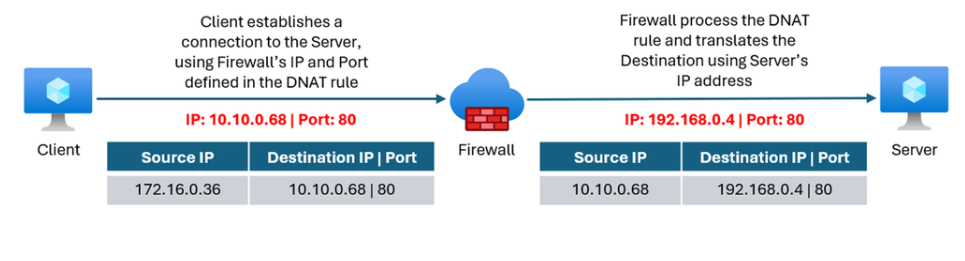 Client establishes a
connection to the Server,
using Firewall's IP and Port
defined in the DNAT rule
Firewall process the DNAT
rule and translates the
Destination using Server's
IP address
IP: 10.10.0.68 | Port: 80
IP: 192.168.0.4 | Port: 80
Client
Firewall
Server
Source IP
Destination IP | Port
172.16.0.36
10.10.0.68 | 80
Source IP
Destination IP | Port
10.10.0.68
192.168.0.4 | 80